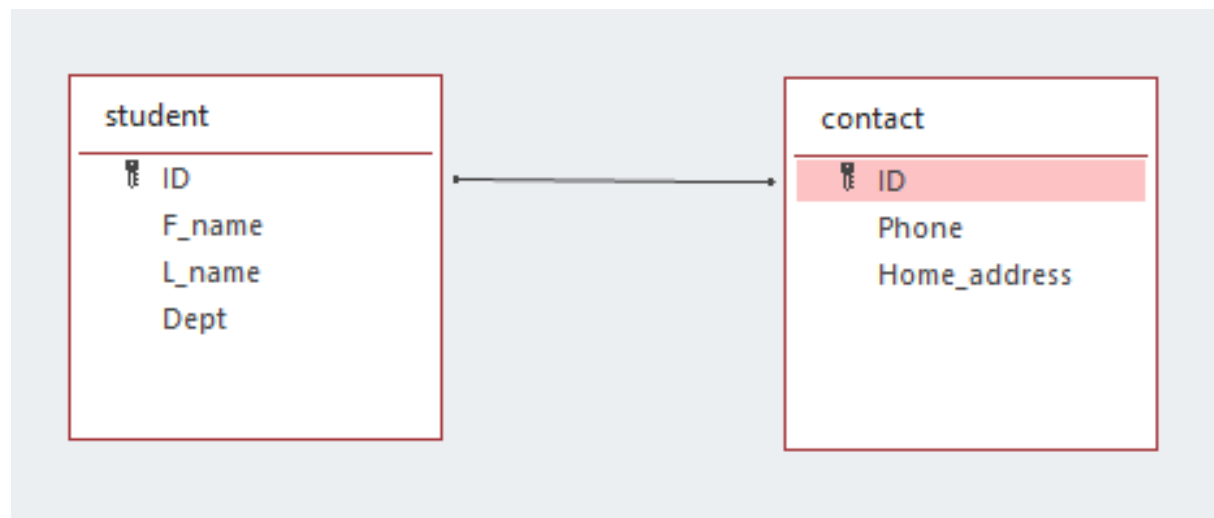 student
ID
F_name
L_name
Dept
contact
ID
Phone
Home_address